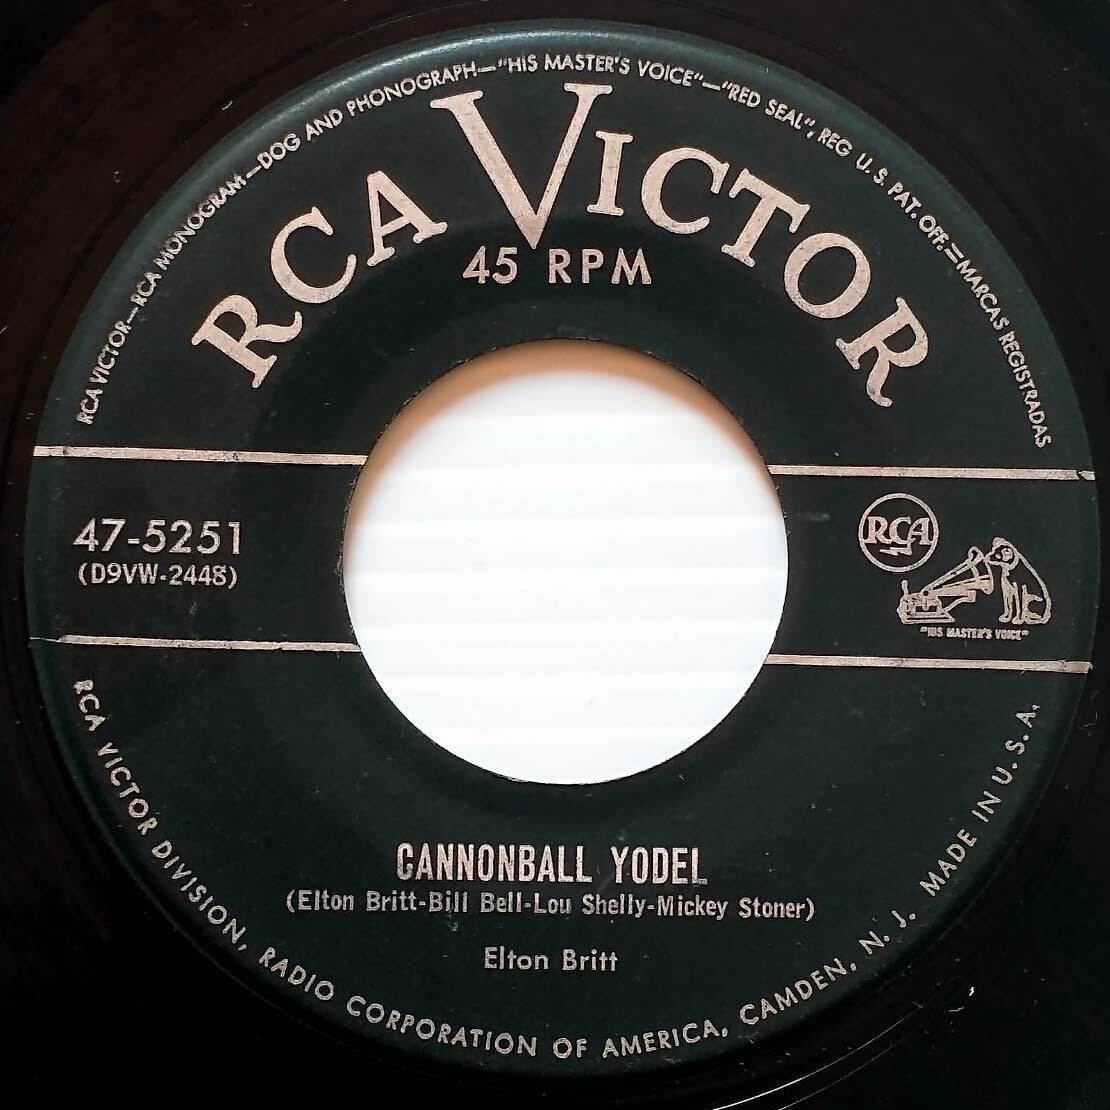 RCA VICTOR—RCA MONOGRAM—DOG AND PHONOGRAPH—"HIS MASTER'S VOICE"—"RED SEAL", REG U. S. PAT. OFF.—MARCAS REGISTRADAS
RCA VICTOR
45 RPM
47-5251
(D9VW-2448)
RCA
"HIS MASTER'S VOICE"
CANNONBALL YODEL
(Elton Britt-Bill Bell-Lou Shelly-Mickey Stoner)
Elton Britt
RCA VICTOR DIVISION, RADIO CORPORATION OF AMERICA, CAMDEN, N. J. MADE IN U. S. A.